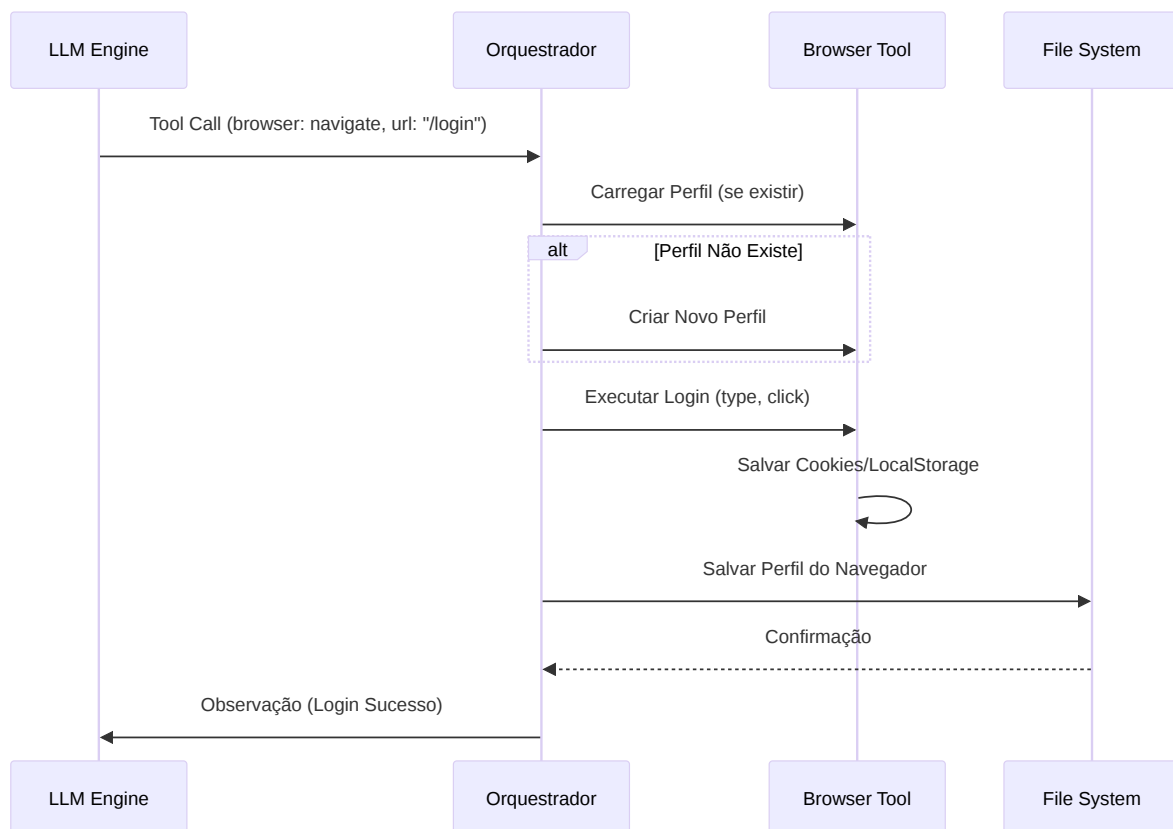 LLM Engine
Orquestrador
Browser Tool
File System
Tool Call (browser: navigate, url: "/login")
Carregar Perfil (se existir)
alt
[Perfil Não Existe]
Criar Novo Perfil
Executar Login (type, click)
Salvar Cookies/LocalStorage
Salvar Perfil do Navegador
Confirmação
Observação (Login Sucesso)
LLM Engine
Orquestrador
Browser Tool
File System